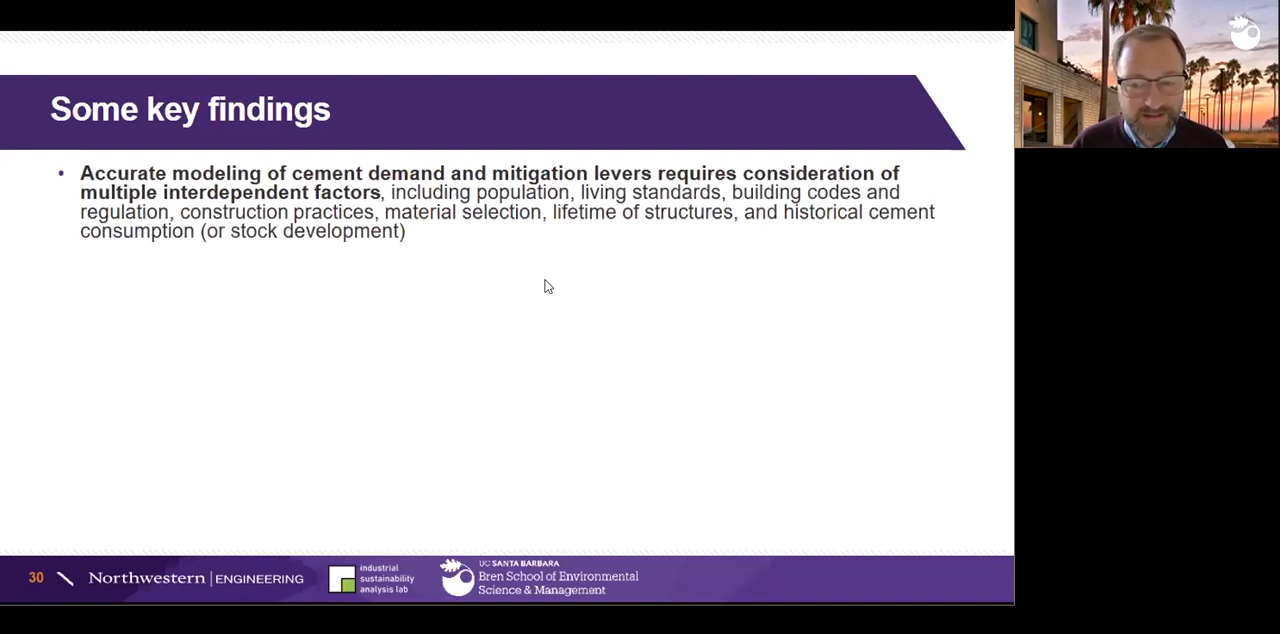 Some key findings
• Accurate modeling of cement demand and mitigation levers requires consideration of
multiple interdependent factors, including population, living standards, building codes and
regulation, construction practices, material selection, lifetime of structures, and historical cement
consumption (or stock development)
30
Northwestern | ENGINEERING
industrial
sustainability
analysis lab
UC SANTA BARBARA
Bren School of Environmental
Science & Management